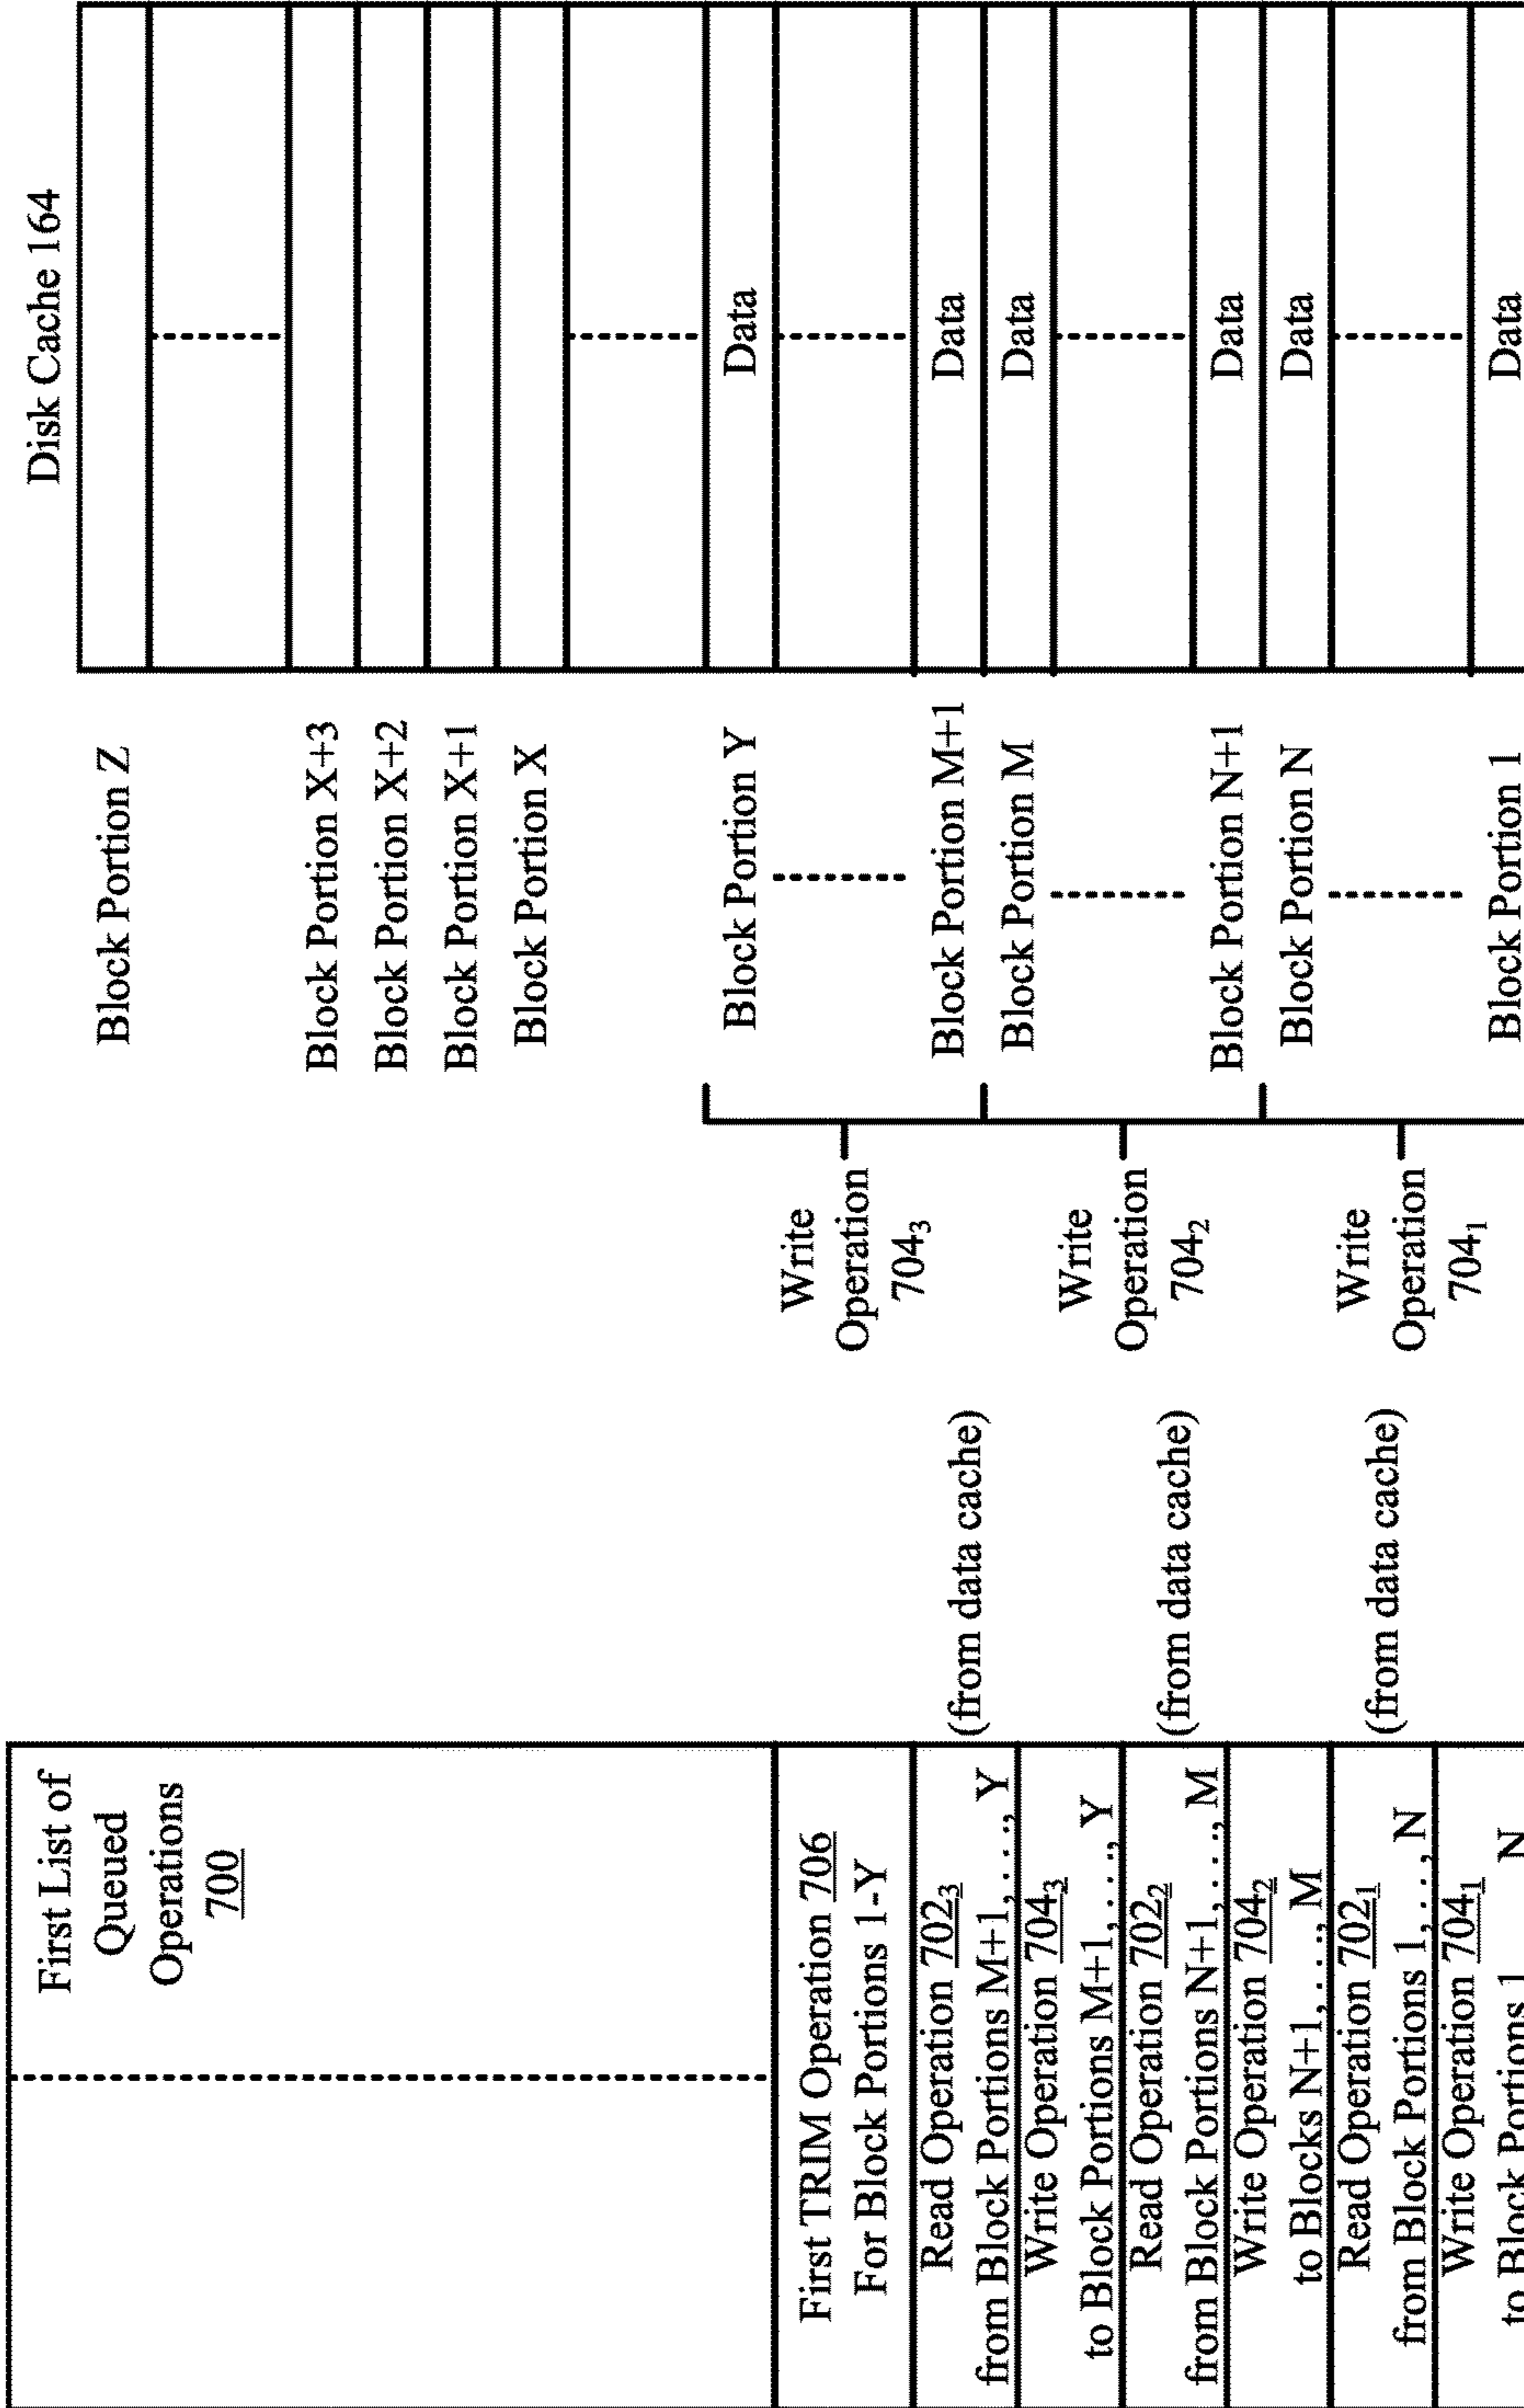 First List of
Queued
Operations
700
First TRIM Operation 706
For Block Portions 1-Y
Read Operation 702₃
from Block Portions M+1, . . ., Y
Write Operation 704₃
to Block Portions M+1, . . ., Y
Read Operation 702₂
from Block Portions N+1, . . ., M
Write Operation 704₂
to Blocks N+1, . . ., M
Read Operation 702₁
from Block Portions 1, . . ., N
Write Operation 704₁
to Block Portions 1 N
(from data cache)
(from data cache)
(from data cache)
Write
Operation
704₃
Write
Operation
704₂
Write
Operation
704₁
Block Portion Z
Block Portion X+3
Block Portion X+2
Block Portion X+1
Block Portion X
Block Portion Y
Block Portion M+1
Block Portion M
Block Portion N+1
Block Portion N
Block Portion 1
Disk Cache 164
Data
Data
Data
Data
Data
Data